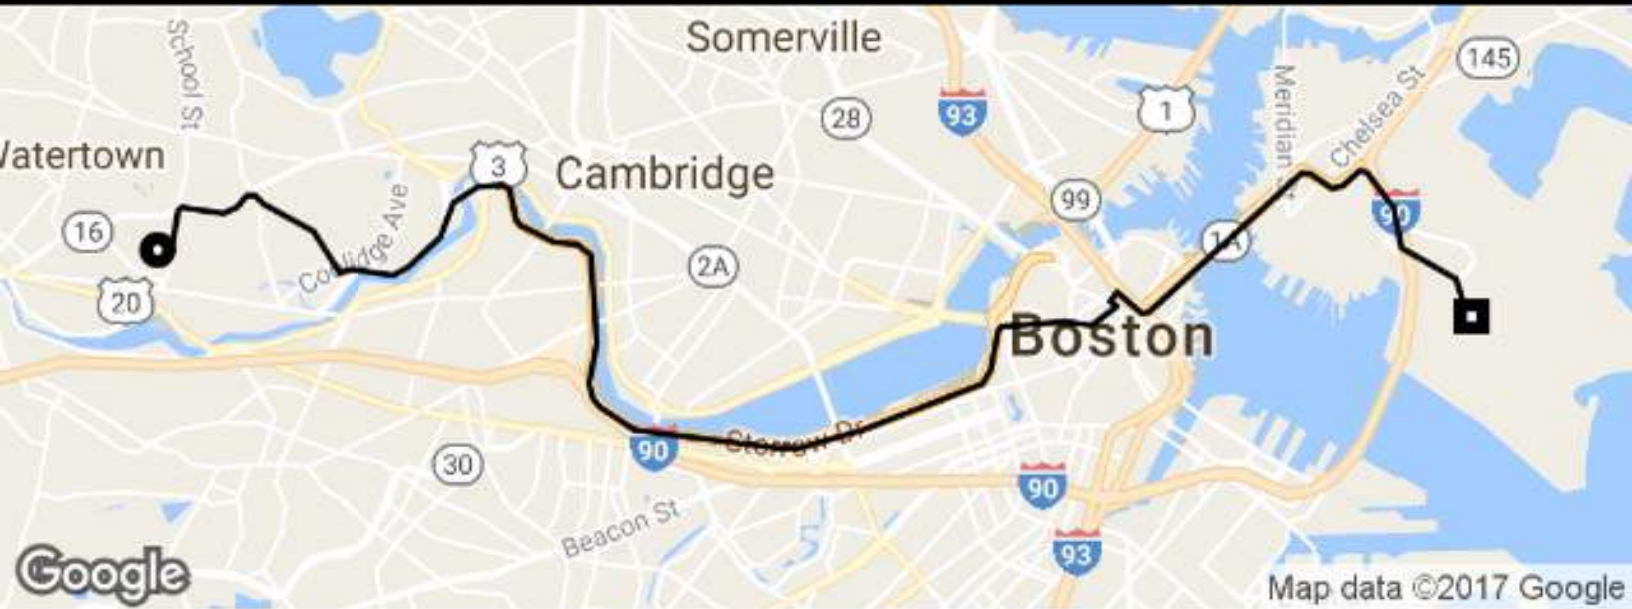 School St
Somerville
145
Meridian St
Chelsea St
93
1
28
Watertown
3
Cambridge
99
16
Coolidge Ave
90
1A
2A
20
Boston
Storrow Dr
90
30
90
Beacon St
93
Google
Map data ©2017 Google